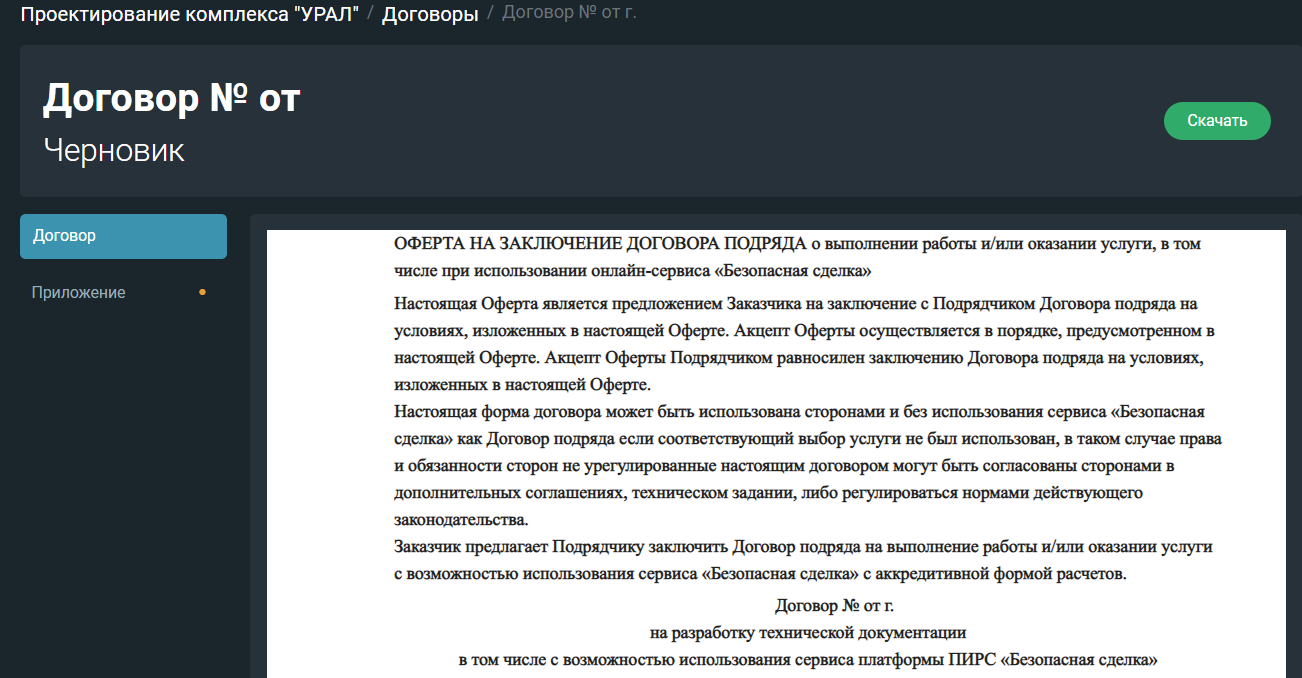 Проектирование комплекса "УРАЛ" / Договоры / Договор № от г.
Договор № от
Черновик
Скачать
Договор
Приложение
ОФЕРТА НА ЗАКЛЮЧЕНИЕ ДОГОВОРА ПОДРЯДА о выполнении работы и/или оказании услуги, в том
числе при использовании онлайн-сервиса «Безопасная сделка»
Настоящая Оферта является предложением Заказчика на заключение с Подрядчиком Договора подряда на
условиях, изложенных в настоящей Оферте. Акцепт Оферты осуществляется в порядке, предусмотренном в
настоящей Оферте. Акцепт Оферты Подрядчиком равносилен заключению Договора подряда на условиях,
изложенных в настоящей Оферте.
Настоящая форма договора может быть использована сторонами и без использования сервиса «Безопасная
сделка» как Договор подряда если соответствующий выбор услуги не был использован, в таком случае права
и обязанности сторон не урегулированные настоящим договором могут быть согласованы сторонами в
дополнительных соглашениях, техническом задании, либо регулироваться нормами действующего
законодательства.
Заказчик предлагает Подрядчику заключить Договор подряда на выполнение работы и/или оказании услуги
с возможностью использования сервиса «Безопасная сделка» с аккредитивной формой расчетов.
Договор № от г.
на разработку технической документации
в том числе с возможностью использования сервиса платформы ПИРС «Безопасная сделка»